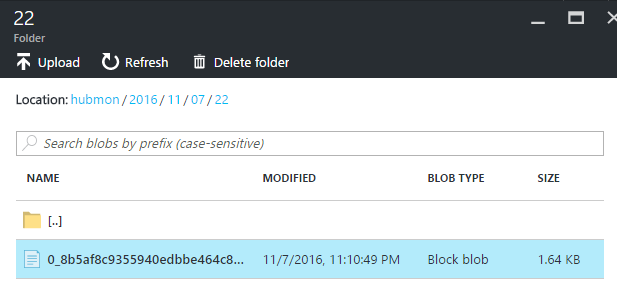 22
Folder
Upload Refresh Delete folder
Location: hubmon / 2016 / 11 / 07 / 22
Search blobs by prefix (case-sensitive)
NAME MODIFIED BLOB TYPE SIZE
[..]
0_8b5af8c9355940edbbe464c8... 11/7/2016, 11:10:49 PM Block blob 1.64 KB